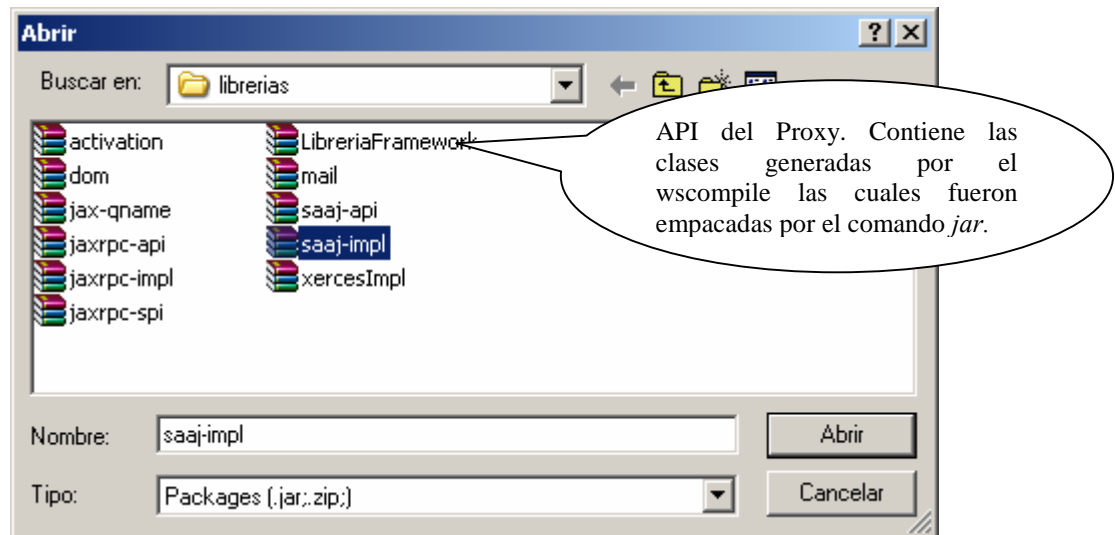 Abrir
Buscar en: librerias
activation
dom
jax-qname
jaxrpc-api
jaxrpc-impl
jaxrpc-spi
LibreriaFramework
mail
saaj-api
saaj-impl
xercesImpl
API del Proxy. Contiene las
clases generadas por el
wscompile las cuales fueron
empacadas por el comando jar.
Nombre: saaj-impl Abrir
Tipo: Packages (.jar;.zip;) Cancelar